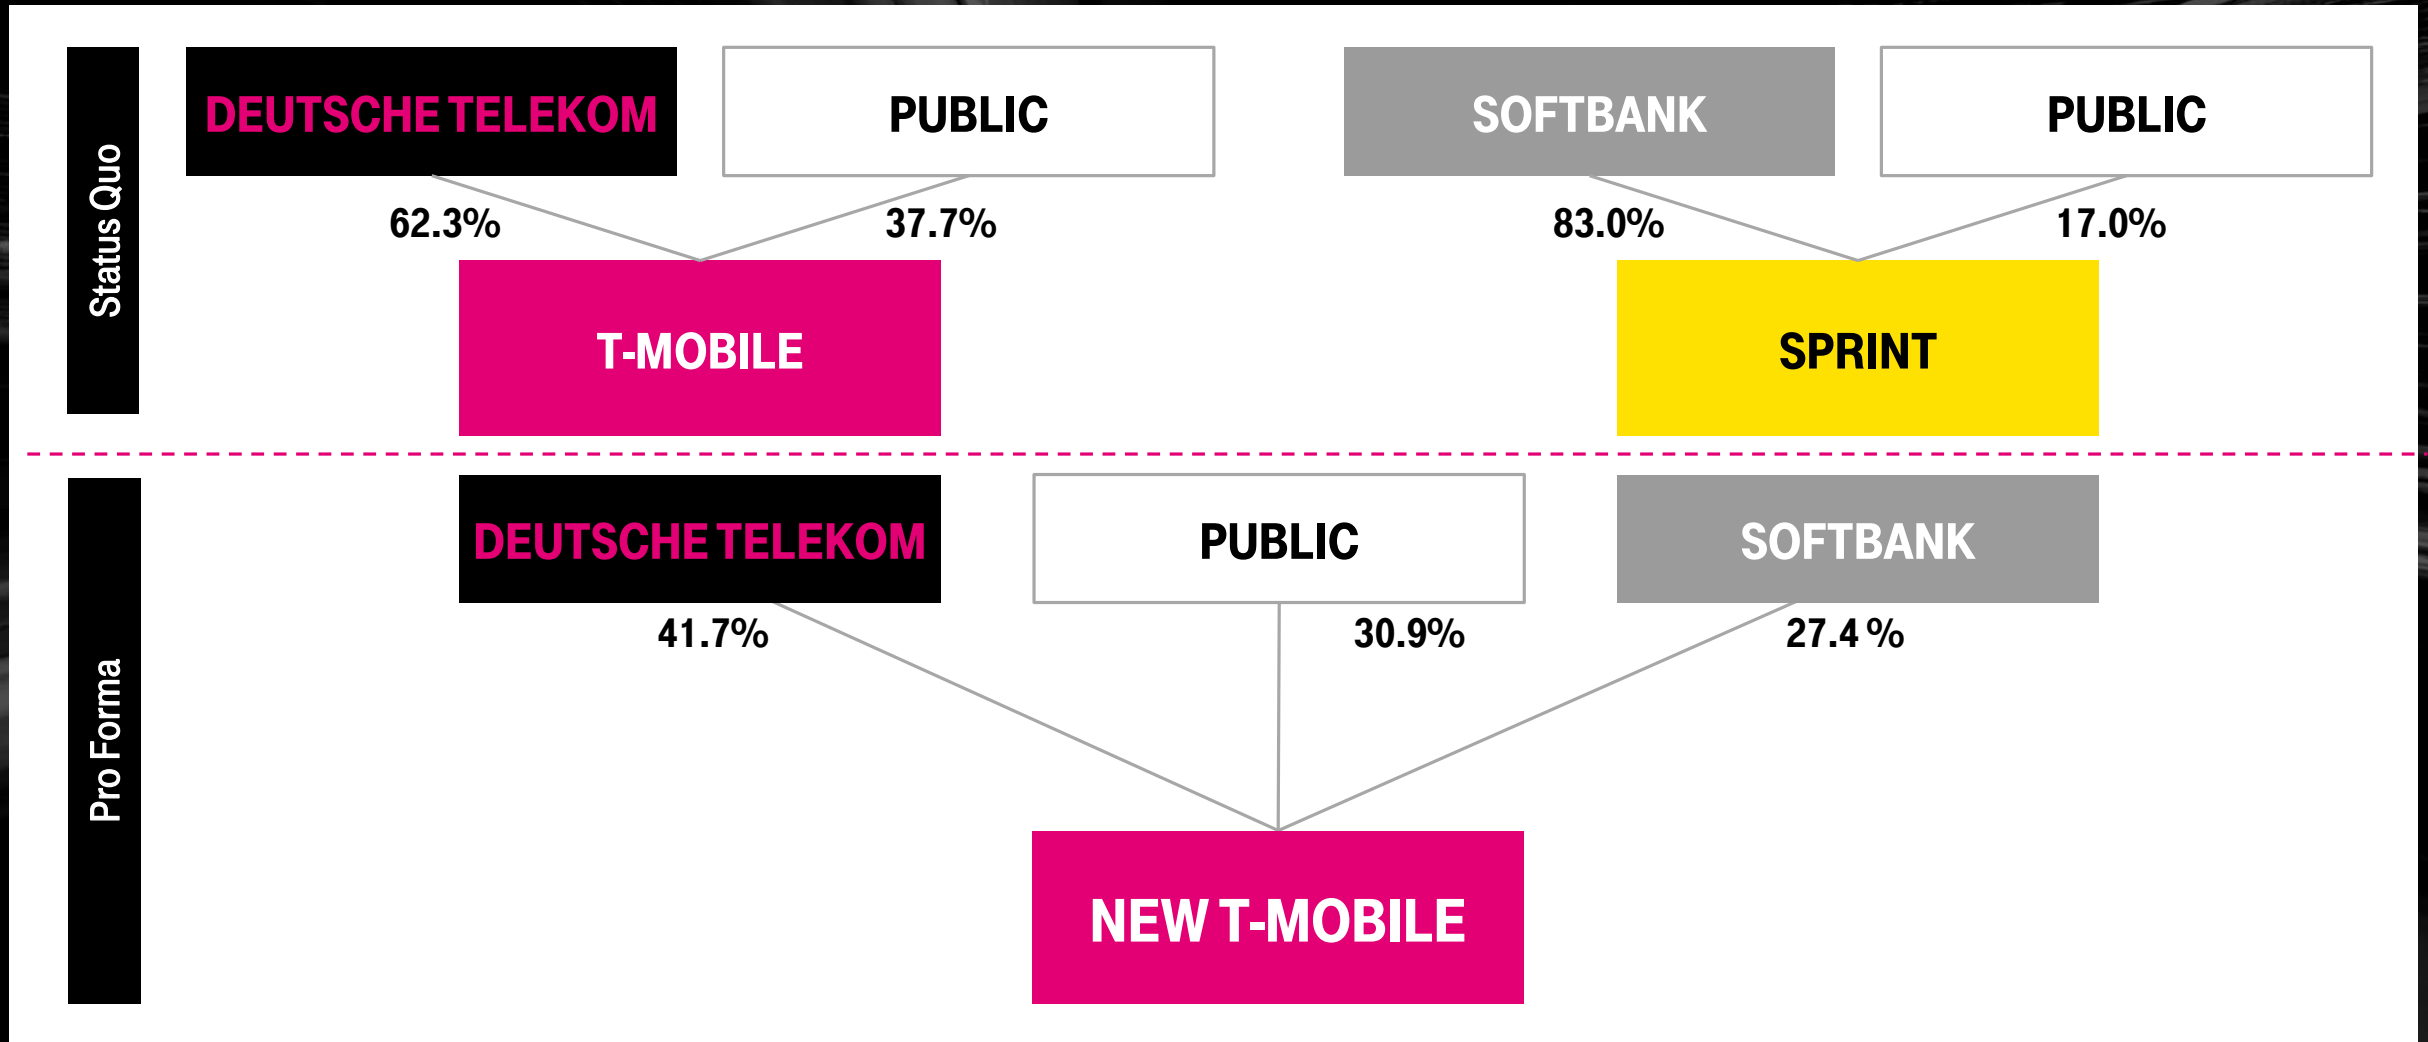 Status Quo
DEUTSCHE TELEKOM
PUBLIC
SOFTBANK
PUBLIC
62.3%
37.7%
83.0%
17.0%
T-MOBILE
SPRINT
Pro Forma
DEUTSCHE TELEKOM
PUBLIC
SOFTBANK
41.7%
30.9%
27.4 %
NEW T-MOBILE